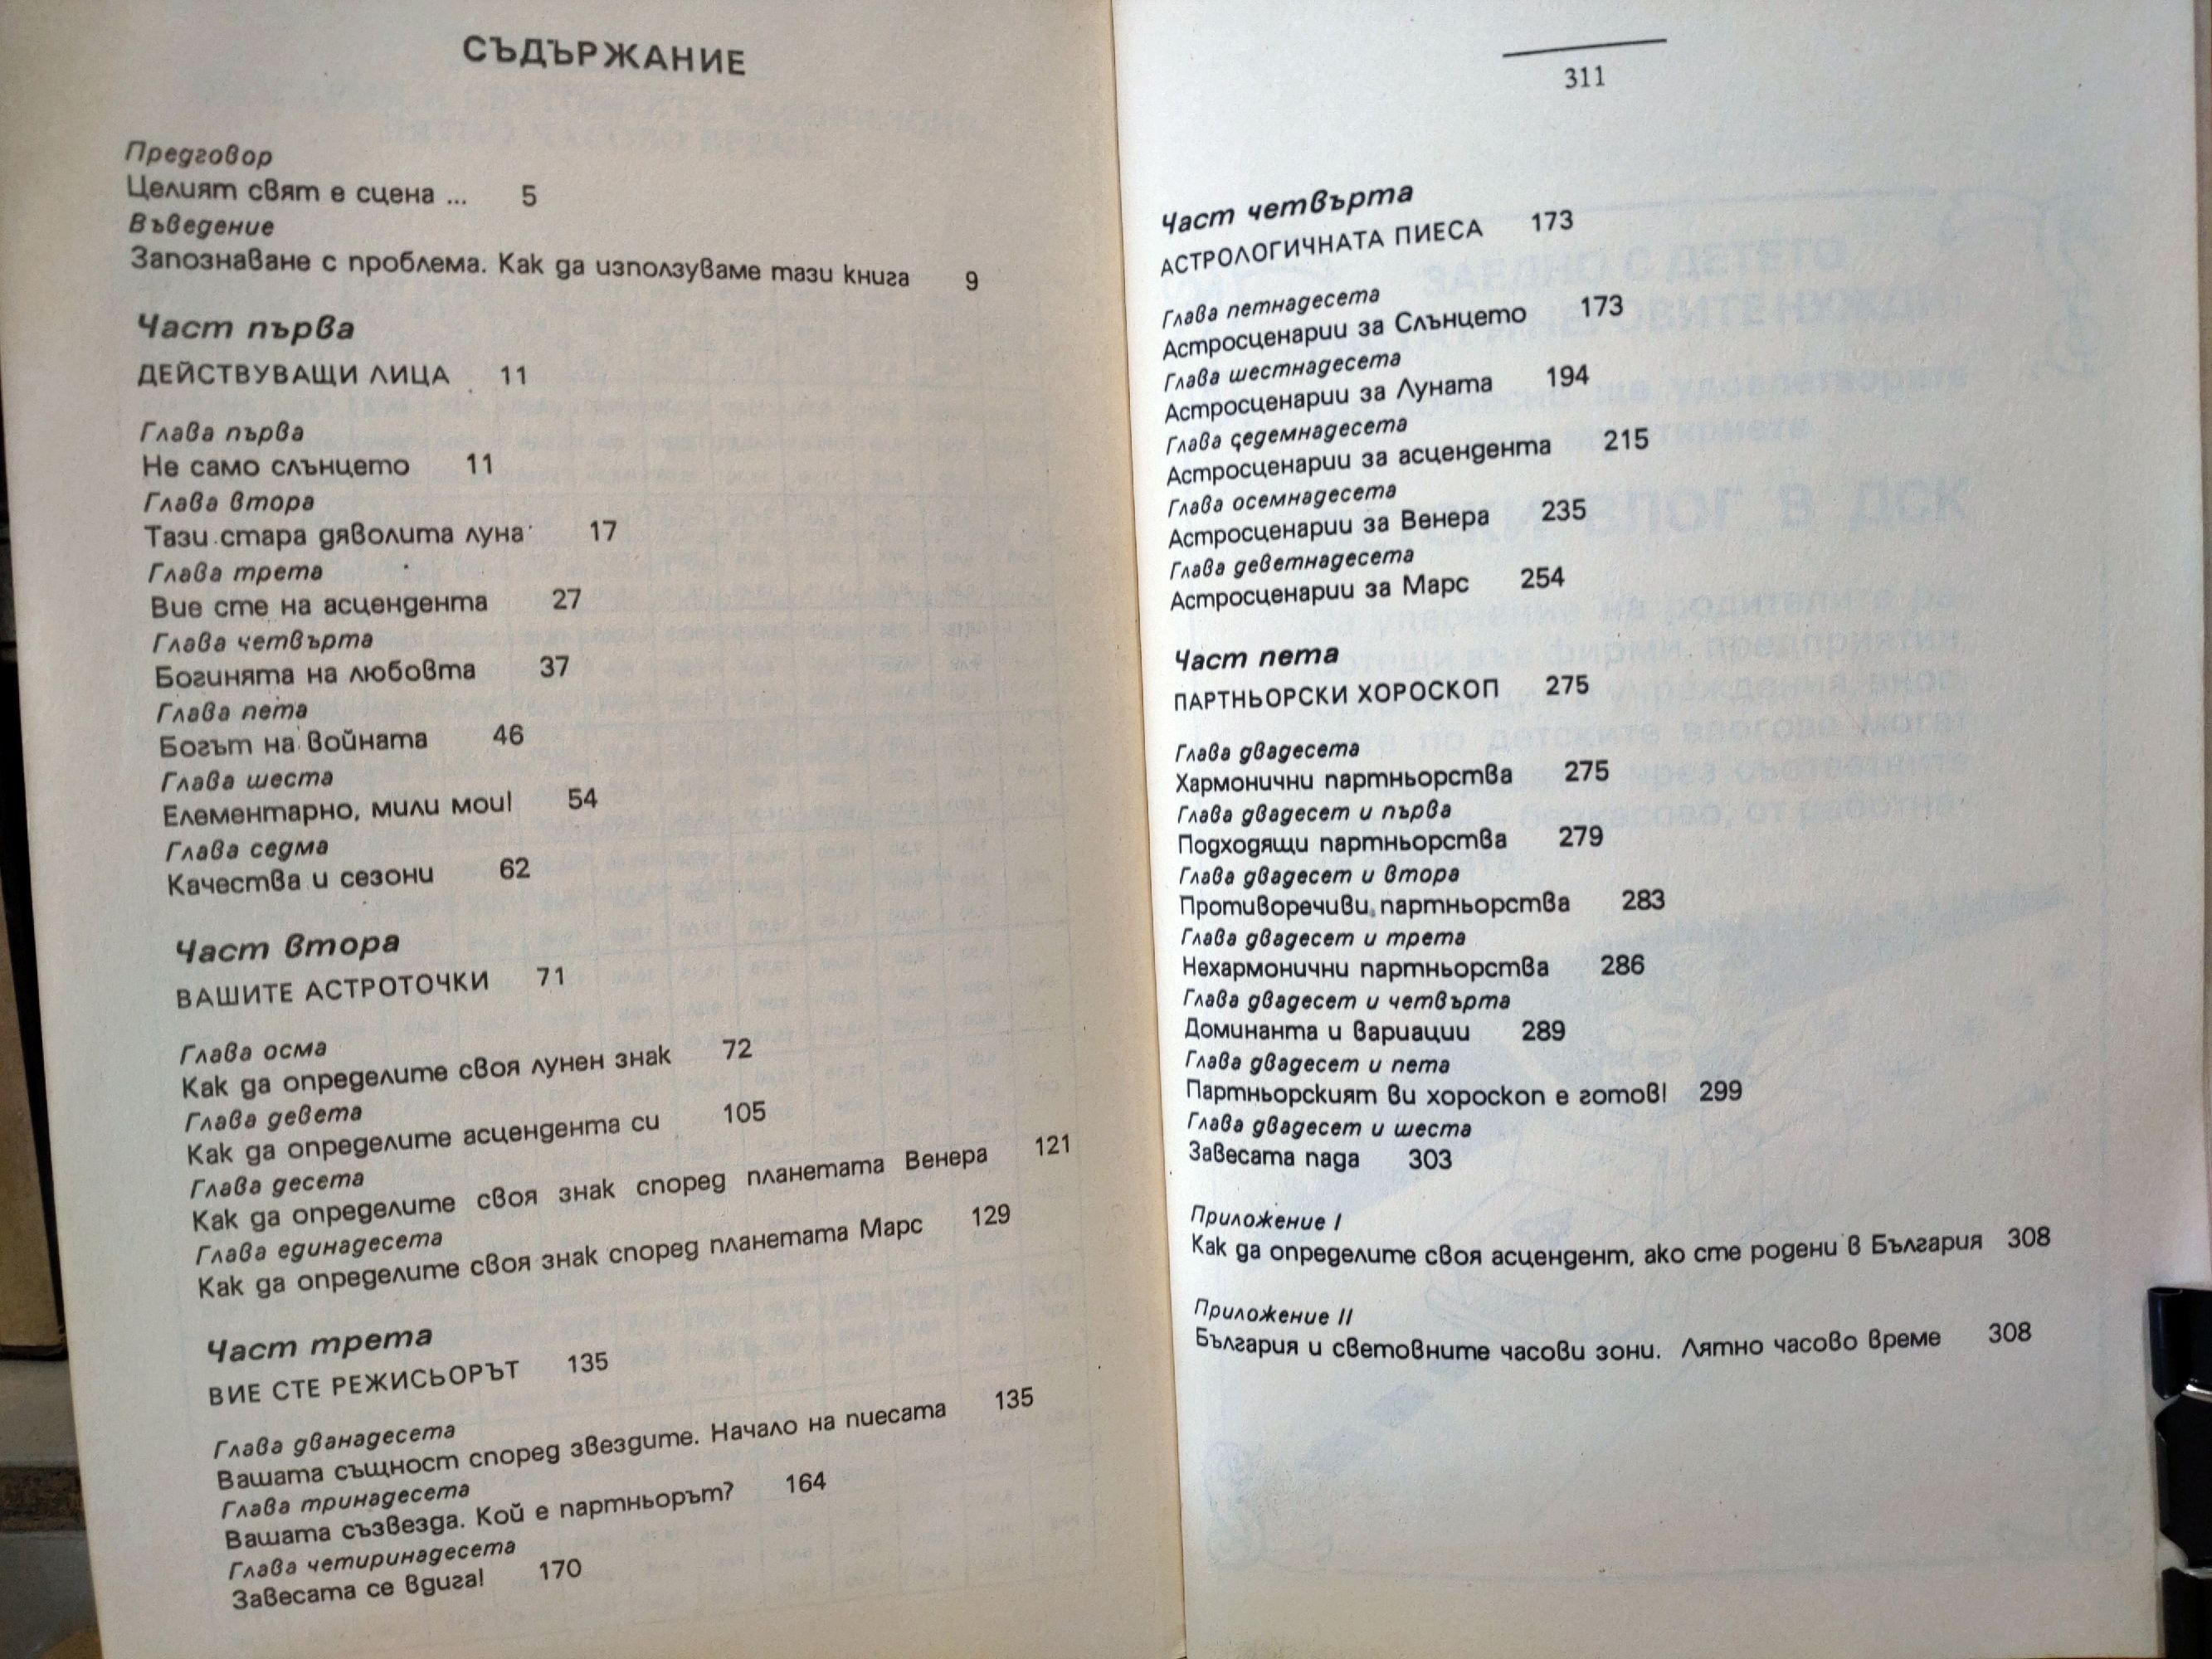 СЪДЪРЖАНИЕ
Предговор
Целият свят е сцена ... 5
Въведение
Запознаване с проблема. Как да използуваме тази книга 9
Част първа
ДЕЙСТВУВАЩИ ЛИЦА 11
Глава първа
Не само слънцето 11
Глава втора
Тази стара дяволита луна 17
Глава трета
Вие сте на асцендента 27
Глава четвърта
Богинята на любовта 37
Глава пета
Богът на войната 46
Глава шеста
Елементарно, мили мои! 54
Глава седма
Качества и сезони 62
Част втора
ВАШИТЕ АСТРОТОЧКИ 71
Глава осма
Как да определите своя лунен знак 72
Глава девета
Как да определите асцендента си 105
Глава десета
Как да определите своя знак според планетата Венера 121
Глава единадесета
Как да определите своя знак според планетата Марс 129
Част трета
ВИЕ СТЕ РЕЖИСЬОРЪТ 135
Глава дванадесета
Вашата същност според звездите. Начало на пиесата 135
Глава тринадесета
Вашата съзвезда. Кой е партньорът? 164
Глава четиринадесета
Завесата се вдига! 170
311
Част четвърта
АСТРОЛОГИЧНАТА ПИЕСА 173
Глава петнадесета
Астросценарии за Слънцето 173
Глава шестнадесета
Астросценарии за Луната 194
Глава седемнадесета
Астросценарии за асцендента 215
Глава осемнадесета
Астросценарии за Венера 235
Глава деветнадесета
Астросценарии за Марс 254
Част пета
ПАРТНЬОРСКИ ХОРОСКОП 275
Глава двадесета
Хармонични партньорства 275
Глава двадесет и първа
Подходящи партньорства 279
Глава двадесет и втора
Противоречиви партньорства 283
Глава двадесет и трета
Нехармонични партньорства 286
Глава двадесет и четвърта
Доминанта и вариации 289
Глава двадесет и пета
Партньорският ви хороскоп е готов! 299
Глава двадесет и шеста
Завесата пада 303
Приложение I
Как да определите своя асцендент, ако сте родени в България 308
Приложение II
България и световните часови зони. Лятно часово време 308